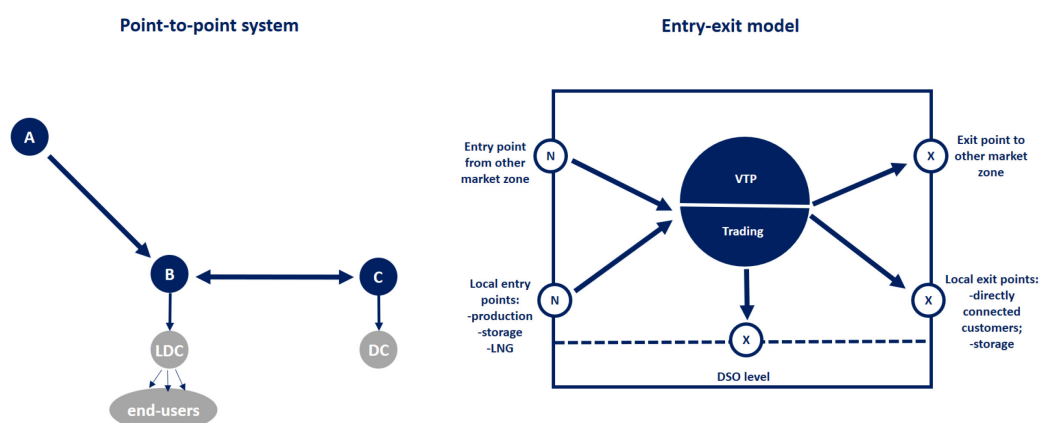 Point-to-point system
A
B
C
LDC
DC
end-users
Entry-exit model
Entry point
from other
market zone
N
VTP
Trading
X
Exit point to
other market
zone
Local entry
points:
-production
-storage
-LNG
N
X
Local exit points:
-directly
connected
customers;
-storage
X
DSO level